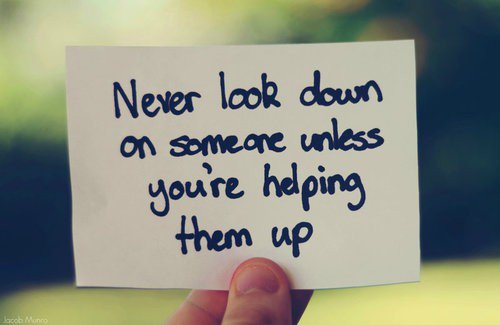 Never look down
on someone unless
you're helping
them up
Jacob Munro